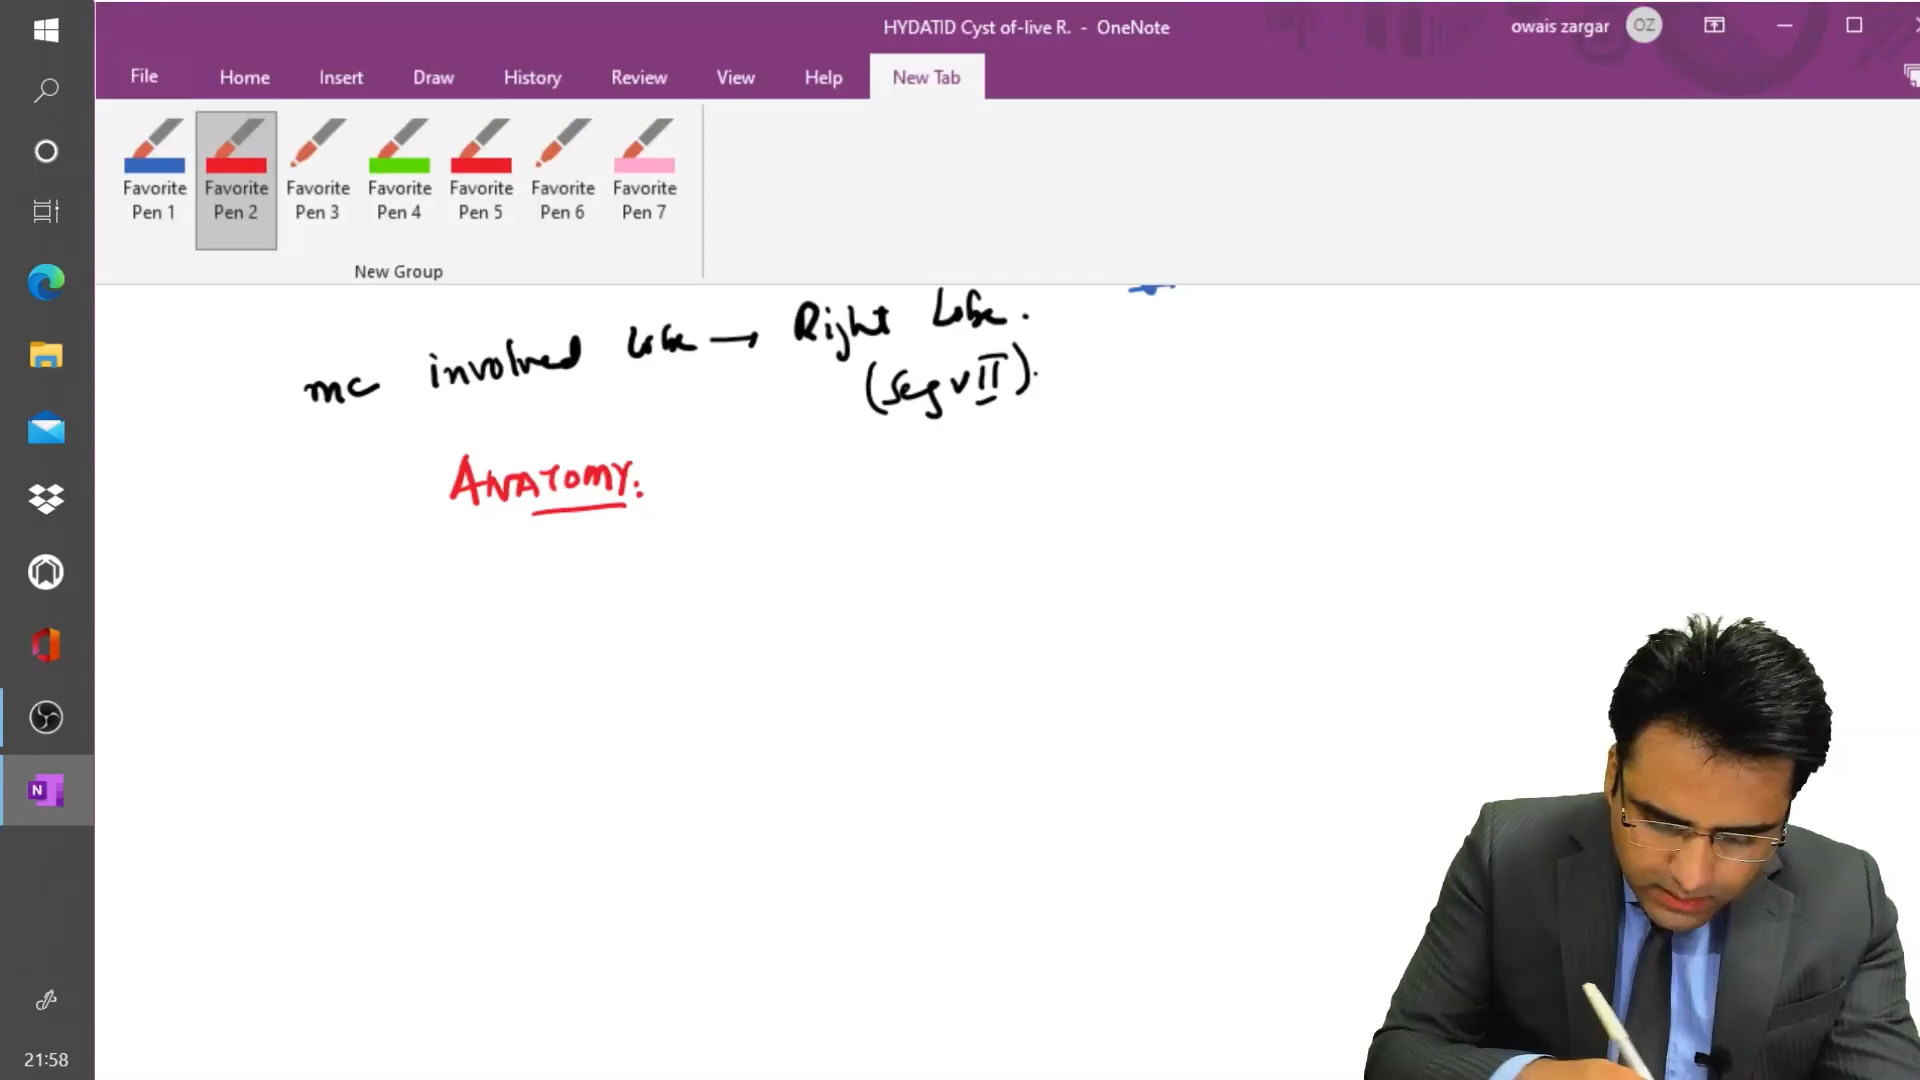 HYDATID Cyst of-live R. - OneNote
owais zargar
OZ
File Home Insert Draw History Review View Help New Tab
Favorite Pen 1
Favorite Pen 2
Favorite Pen 3
Favorite Pen 4
Favorite Pen 5
Favorite Pen 6
Favorite Pen 7
New Group
mc involved Lobe → Right Lobe.
(Seg VII).
ANATOMY:
N
21:58